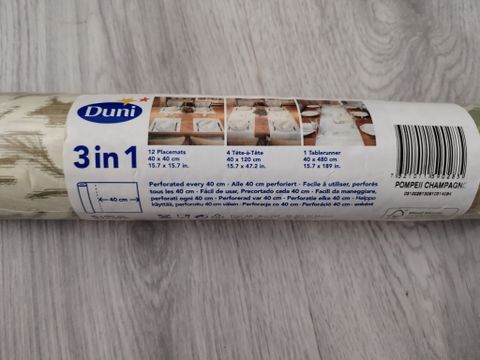 Duni
3 in 1
12 Placemats
40 x 40 cm
15.7 x 15.7 in.
4 Tête-à-Tête
40 x 120 cm
15.7 x 47.2 in.
1 Tablerunner
40 x 480 cm
15.7 x 189 in.
POMPEII CHAMPAGNE
40 cm
Perforated every 40 cm - Alle 40 cm perforiert - Facile à utiliser, perforés
tous les 40 cm - Fácil de usar, Precortado cada 40 cm - Facili da maneggiare,
perforati ogni 40 cm - Perforerad var 40 cm - Perforatie elke 40 cm - Helppo
käyttää, perforoitu 40 cm välein - Perforacja co 40 cm - Perforació 40 cm